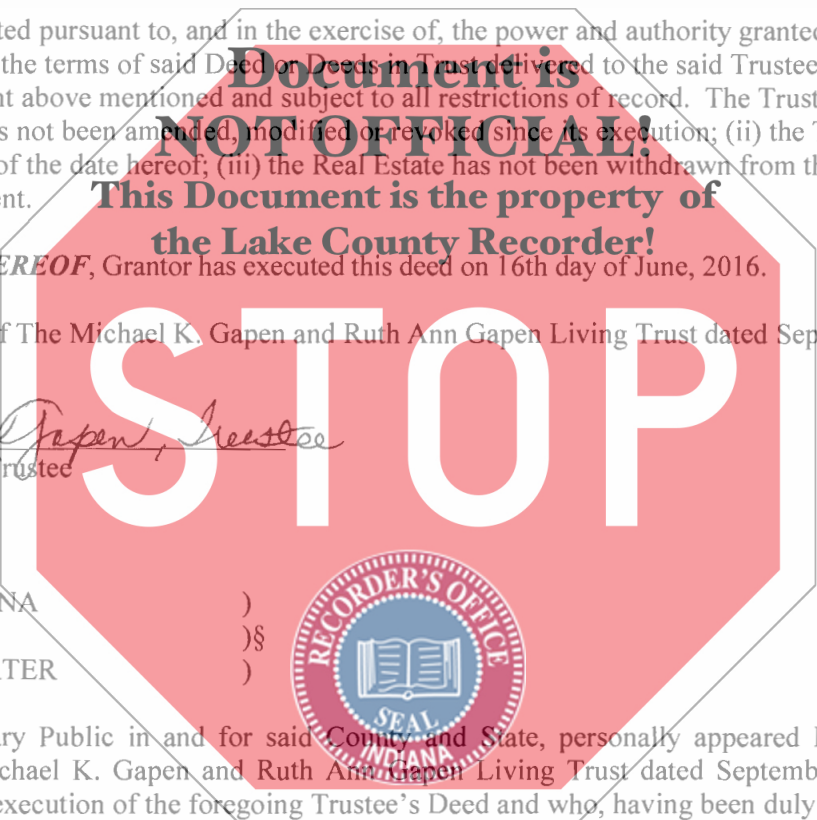 ted pursuant to, and in the exercise of, the power and authority granted
the terms of said Deed or Deeds in Trust delivered to the said Trustee
Document is
nt above mentioned and subject to all restrictions of record. The Trust
NOT OFFICIAL!
s not been amended, modified or revoked since its execution; (ii) the T
of the date hereof; (iii) the Real Estate has not been withdrawn from th
ent.
This Document is the property of
the Lake County Recorder!
EREOF, Grantor has executed this deed on 16th day of June, 2016.
f The Michael K. Gapen and Ruth Ann Gapen Living Trust dated Sep
STOP
Gapen, Trustee
Trustee
NA )
)§
TER )
RECORDER'S OFFICE
SEAL
INDIANA
ry Public in and for said County and State, personally appeared
chael K. Gapen and Ruth Ann Gapen Living Trust dated Septemb
execution of the foregoing Trustee's Deed and who, having been duly